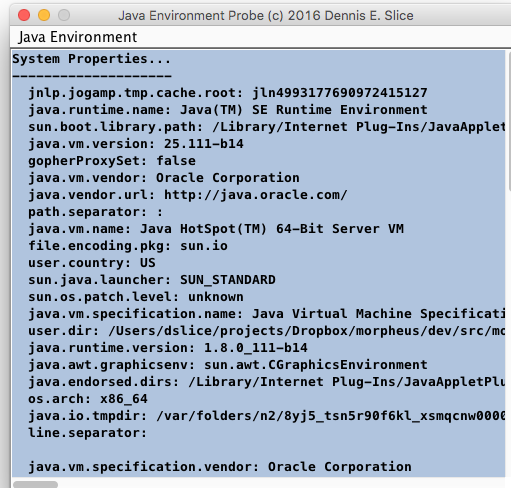 Java Environment Probe (c) 2016 Dennis E. Slice
Java Environment
System Properties...
--------------------
jnlp.jogamp.tmp.cache.root: jln4993177690972415127
java.runtime.name: Java(TM) SE Runtime Environment
sun.boot.library.path: /Library/Internet Plug-Ins/JavaApplet
java.vm.version: 25.111-b14
gopherProxySet: false
java.vm.vendor: Oracle Corporation
java.vendor.url: http://java.oracle.com/
path.separator: :
java.vm.name: Java HotSpot(TM) 64-Bit Server VM
file.encoding.pkg: sun.io
user.country: US
sun.java.launcher: SUN_STANDARD
sun.os.patch.level: unknown
java.vm.specification.name: Java Virtual Machine Specificati
user.dir: /Users/dslice/projects/Dropbox/morpheus/dev/src/mo
java.runtime.version: 1.8.0_111-b14
java.awt.graphicsenv: sun.awt.CGraphicsEnvironment
java.endorsed.dirs: /Library/Internet Plug-Ins/JavaAppletPlu
os.arch: x86_64
java.io.tmpdir: /var/folders/n2/8yj5_tsn5r90f6kl_xsmqcnw0000
line.separator:
java.vm.specification.vendor: Oracle Corporation